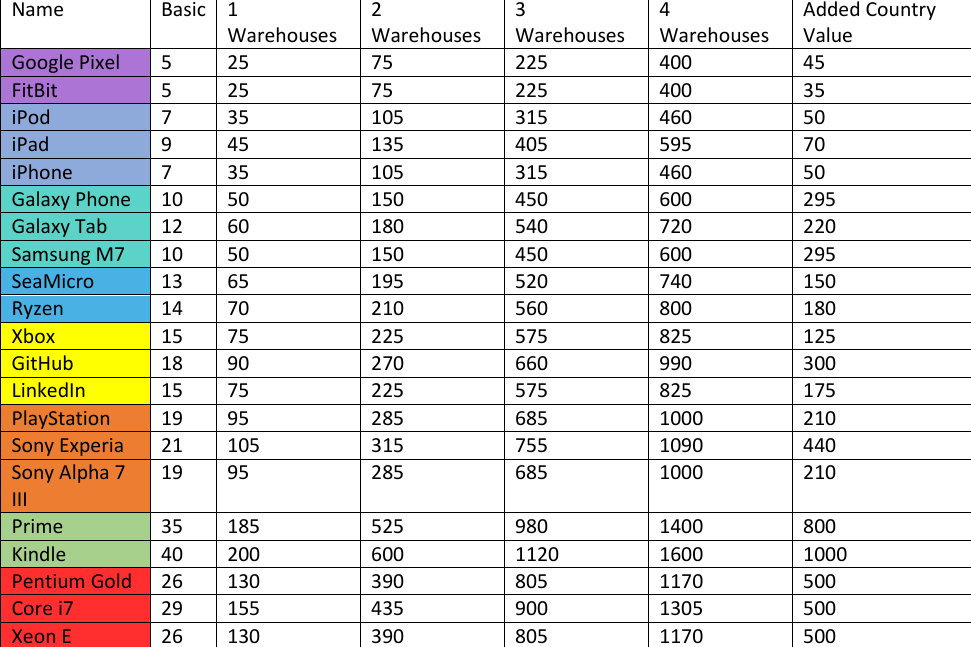 Name Basic 1 Warehouses 2 Warehouses 3 Warehouses 4 Warehouses Added Country Value
Google Pixel 5 25 75 225 400 45
FitBit 5 25 75 225 400 35
iPod 7 35 105 315 460 50
iPad 9 45 135 405 595 70
iPhone 7 35 105 315 460 50
Galaxy Phone 10 50 150 450 600 295
Galaxy Tab 12 60 180 540 720 220
Samsung M7 10 50 150 450 600 295
SeaMicro 13 65 195 520 740 150
Ryzen 14 70 210 560 800 180
Xbox 15 75 225 575 825 125
GitHub 18 90 270 660 990 300
LinkedIn 15 75 225 575 825 175
PlayStation 19 95 285 685 1000 210
Sony Experia 21 105 315 755 1090 440
Sony Alpha 7 III 19 95 285 685 1000 210
Prime 35 185 525 980 1400 800
Kindle 40 200 600 1120 1600 1000
Pentium Gold 26 130 390 805 1170 500
Core i7 29 155 435 900 1305 500
Xeon E 26 130 390 805 1170 500